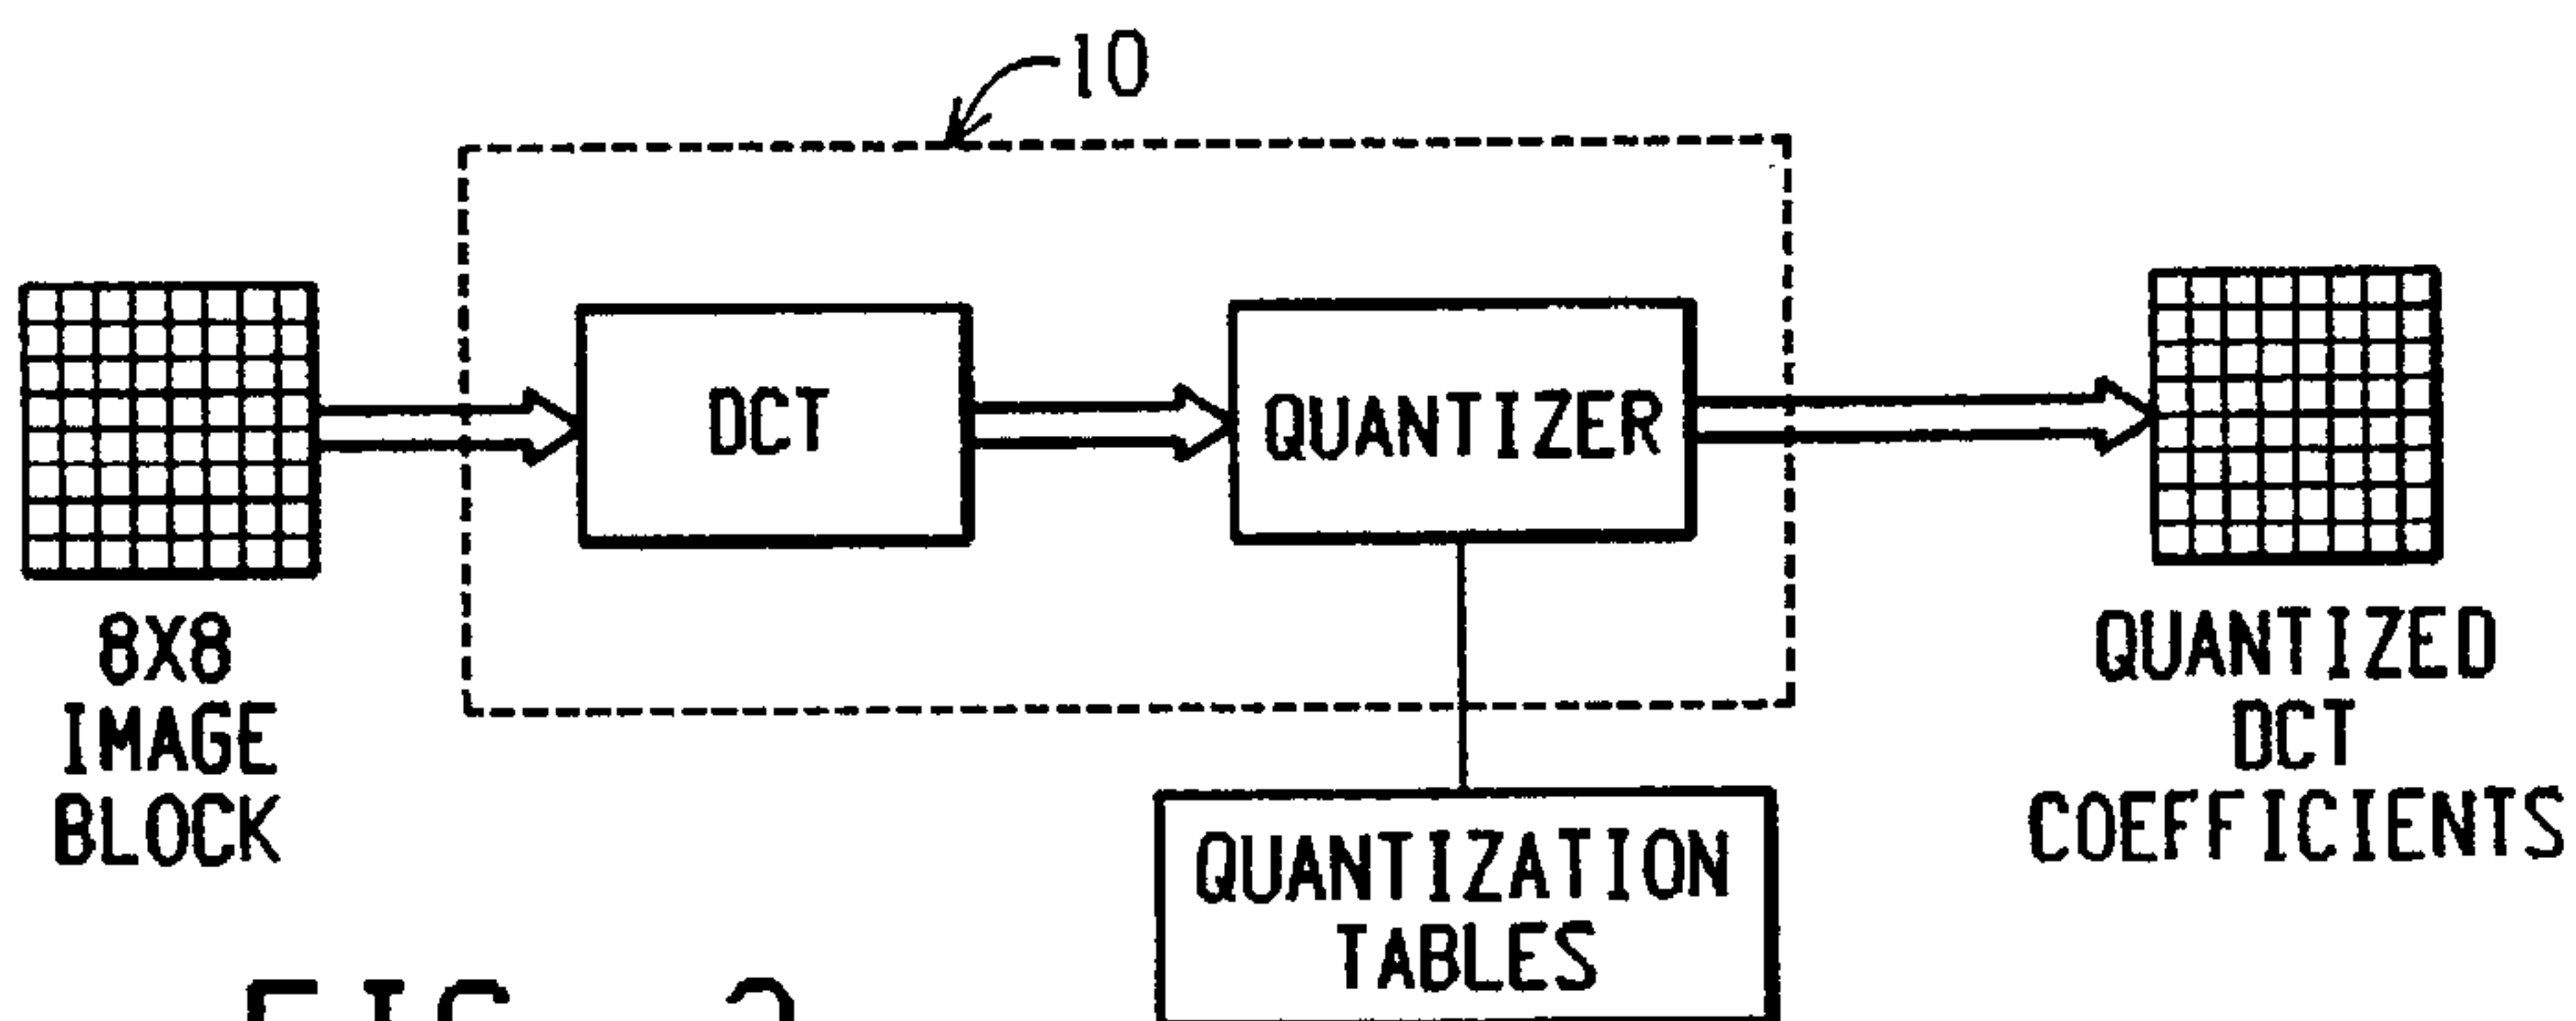 10
DCT
QUANTIZER
8X8
IMAGE
BLOCK
QUANTIZED
DCT
COEFFICIENTS
QUANTIZATION
TABLES